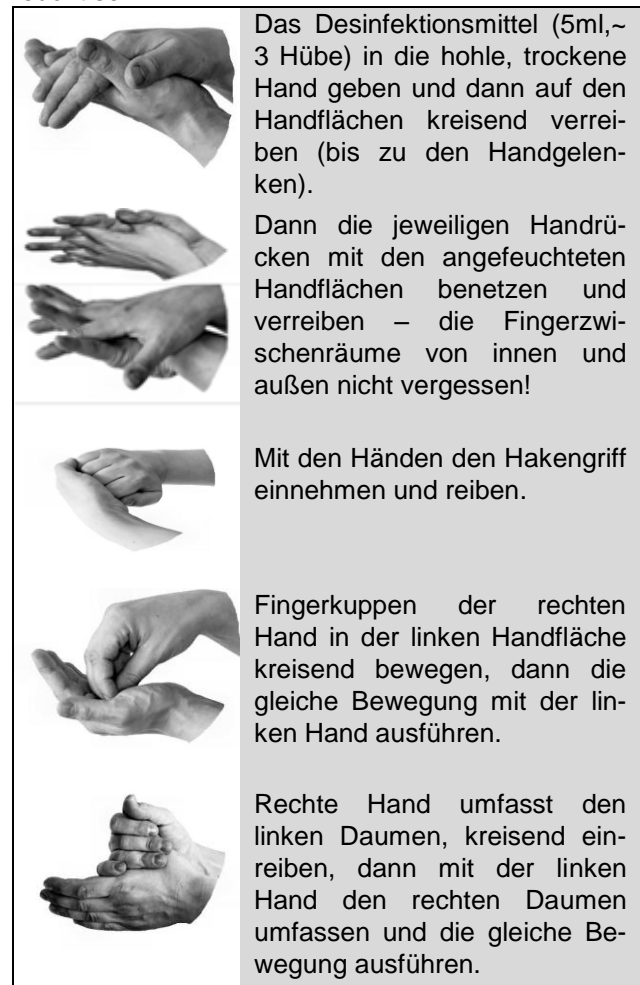 Das Desinfektionsmittel (5ml,~
3 Hübe) in die hohle, trockene
Hand geben und dann auf den
Handflächen kreisend verrei-
ben (bis zu den Handgelen-
ken).
Dann die jeweiligen Handrü-
cken mit den angefeuchteten
Handflächen benetzen und
verreiben – die Fingerzwi-
schenräume von innen und
außen nicht vergessen!
Mit den Händen den Hakengriff
einnehmen und reiben.
Fingerkuppen der rechten
Hand in der linken Handfläche
kreisend bewegen, dann die
gleiche Bewegung mit der lin-
ken Hand ausführen.
Rechte Hand umfasst den
linken Daumen, kreisend ein-
reiben, dann mit der linken
Hand den rechten Daumen
umfassen und die gleiche Be-
wegung ausführen.